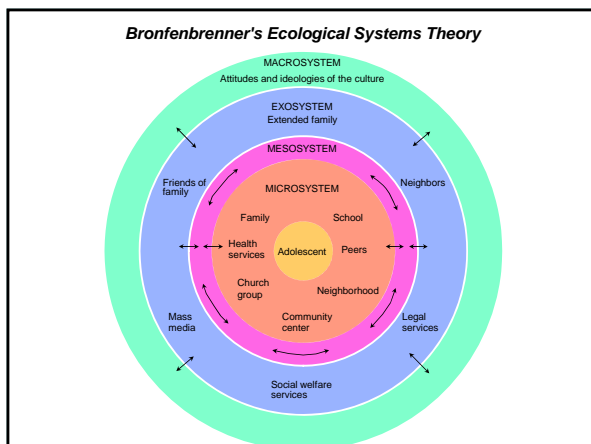 Bronfenbrenner's Ecological Systems Theory
MACROSYSTEM
Attitudes and ideologies of the culture
EXOSYSTEM
Extended family
MESOSYSTEM
Friends of
family
Neighbors
MICROSYSTEM
Family
School
Health
services
Adolescent
Peers
Church
group
Neighborhood
Community
center
Mass
media
Legal
services
Social welfare
services